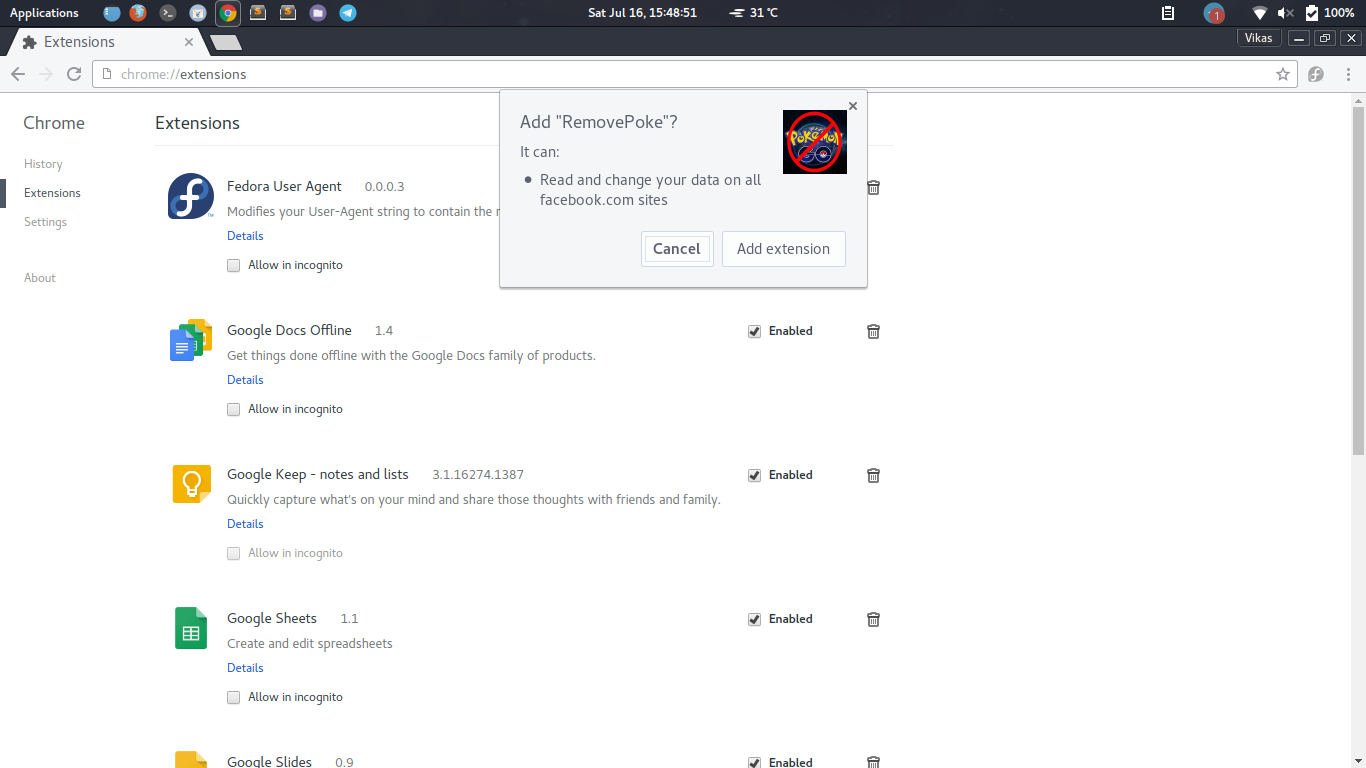 Applications
Sat Jul 16, 15:48:51
31 °C
1
100%
Extensions
Vikas
chrome://extensions
Chrome
History
Extensions
Settings
About
Extensions
Fedora User Agent 0.0.0.3
Modifies your User-Agent string to contain the
Details
Allow in incognito
Add "RemovePoke"?
It can:
Read and change your data on all
facebook.com sites
POKÉMON
GO
Cancel
Add extension
Google Docs Offline 1.4
Enabled
Get things done offline with the Google Docs family of products.
Details
Allow in incognito
Google Keep - notes and lists 3.1.16274.1387
Enabled
Quickly capture what's on your mind and share those thoughts with friends and family.
Details
Allow in incognito
Google Sheets 1.1
Enabled
Create and edit spreadsheets
Details
Allow in incognito
Google Slides 0.9
Enabled